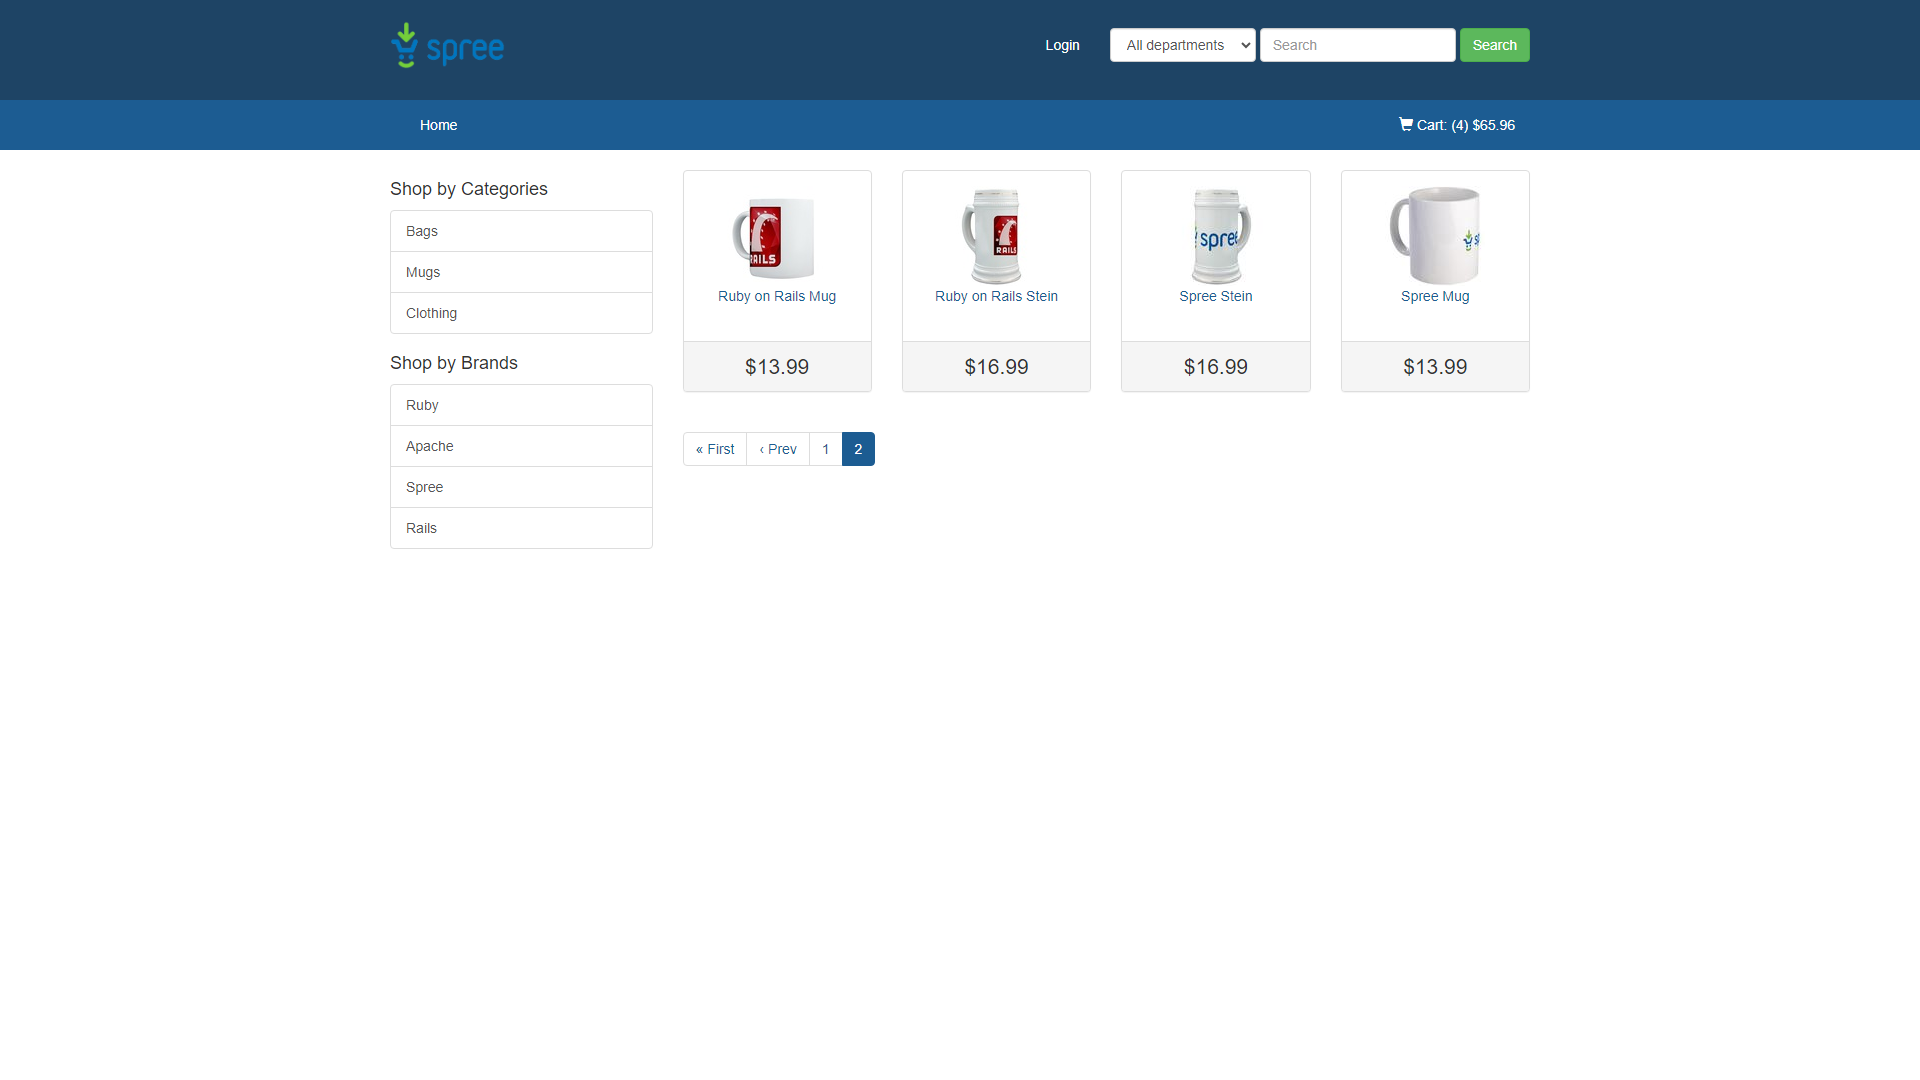 spree
Login
All departments
Search
Search
Home
Cart: (4) $65.96
Shop by Categories
Bags
Mugs
Clothing
Shop by Brands
Ruby
Apache
Spree
Rails
RAILS
Ruby on Rails Mug
$13.99
RAILS
Ruby on Rails Stein
$16.99
spree
Spree Stein
$16.99
Spree Mug
$13.99
« First
‹ Prev
1
2